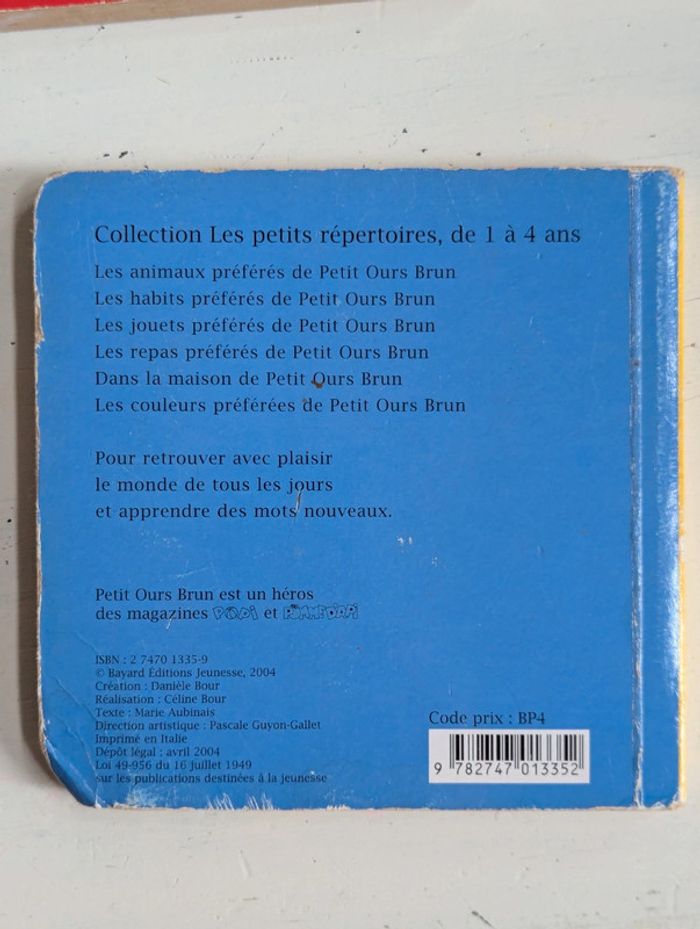 Collection Les petits répertoires, de 1 à 4 ans
Les animaux préférés de Petit Ours Brun
Les habits préférés de Petit Ours Brun
Les jouets préférés de Petit Ours Brun
Les repas préférés de Petit Ours Brun
Dans la maison de Petit Ours Brun
Les couleurs préférées de Petit Ours Brun
Pour retrouver avec plaisir
le monde de tous les jours
et apprendre des mots nouveaux.
Petit Ours Brun est un héros
des magazines POPI et POMME D'API
ISBN : 2 7470 1335-9
© Bayard Éditions Jeunesse, 2004
Création : Danièle Bour
Réalisation : Céline Bour
Texte : Marie Aubinais
Direction artistique : Pascale Guyon-Gallet
Imprimé en Italie
Dépôt légal : avril 2004
Loi 49-956 du 16 juillet 1949
sur les publications destinées à la jeunesse
Code prix : BP4
9 782747 013352